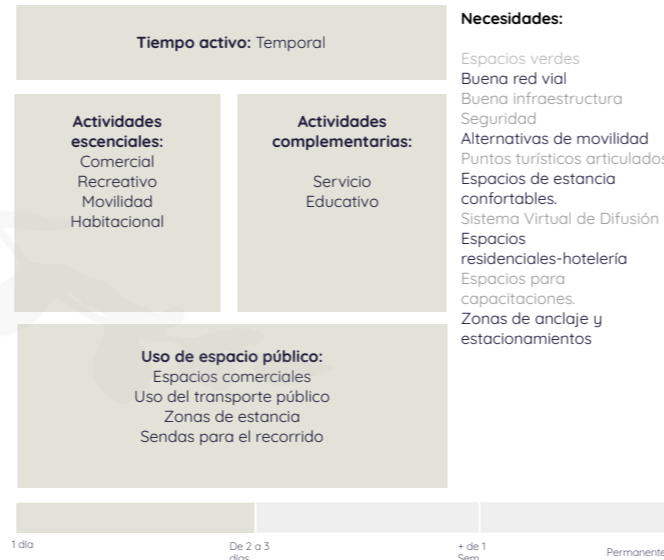 Tiempo activo: Temporal
Actividades
escenciales:
Comercial
Recreativo
Movilidad
Habitacional
Actividades
complementarias:
Servicio
Educativo
Uso de espacio público:
Espacios comerciales
Uso del transporte público
Zonas de estancia
Sendas para el recorrido
Necesidades:
Espacios verdes
Buena red vial
Buena infraestructura
Seguridad
Alternativas de movilidad
Puntos turísticos articulados
Espacios de estancia
confortables.
Sistema Virtual de Difusión
Espacios
residenciales-hotelería
Espacios para
capacitaciones.
Zonas de anclaje y
estacionamientos
1 día
De 2 a 3
días
+ de 1
Sem
Permanente